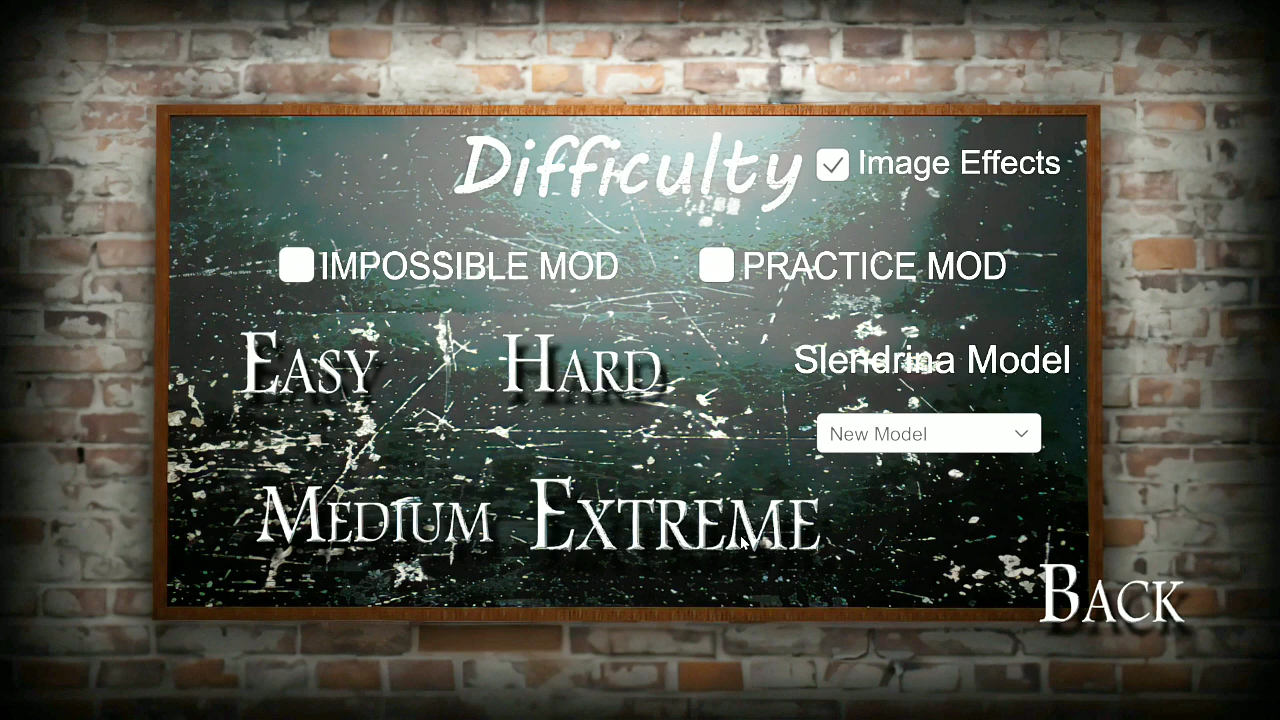 Difficulty
Image Effects
IMPOSSIBLE MOD
PRACTICE MOD
EASY
HARD
Slendrina Model
New Model
MEDIUM
EXTREME
BACK